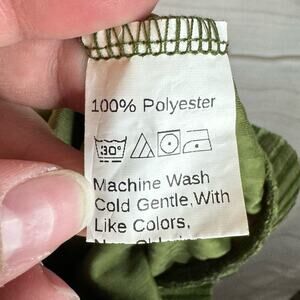 100% Polyester
30°
Machine Wash
Cold Gentle,With
Like Colors,